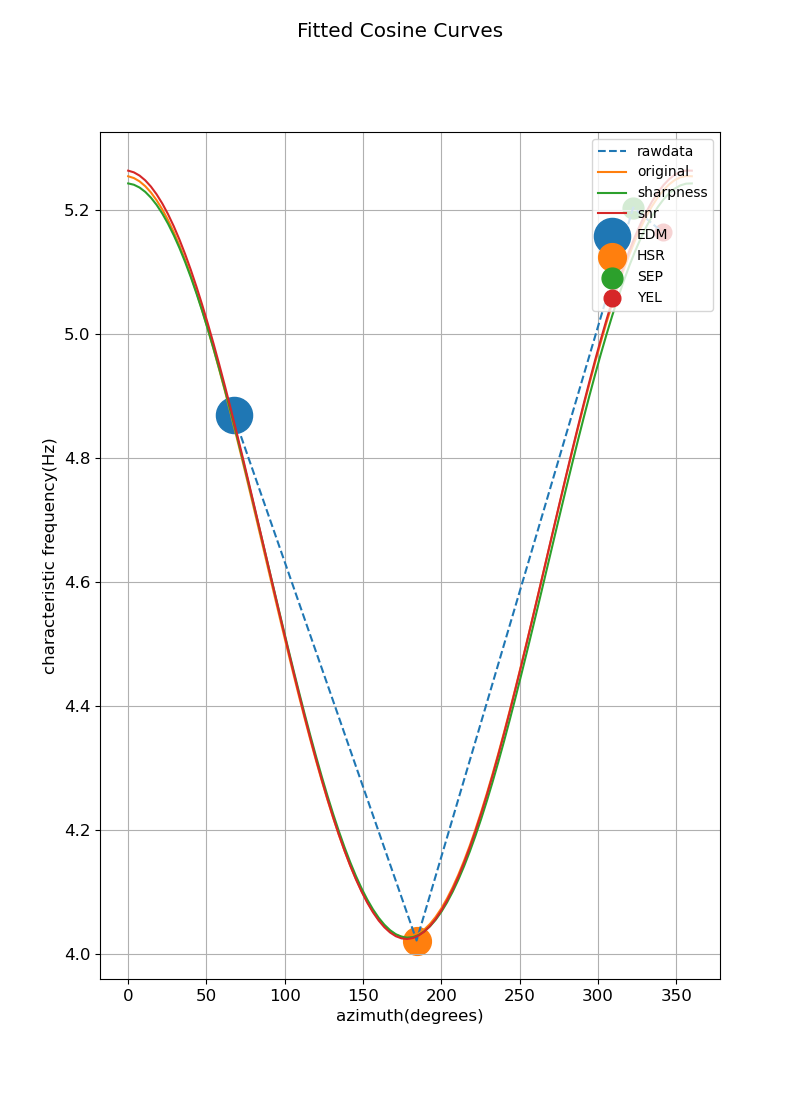 Fitted Cosine Curves
rawdata
original
sharpness
snr
EDM
HSR
SEP
YEL
5.2
5.0
4.8
4.6
4.4
4.2
4.0
characteristic frequency(Hz)
0 50 100 150 200 250 300 350
azimuth(degrees)